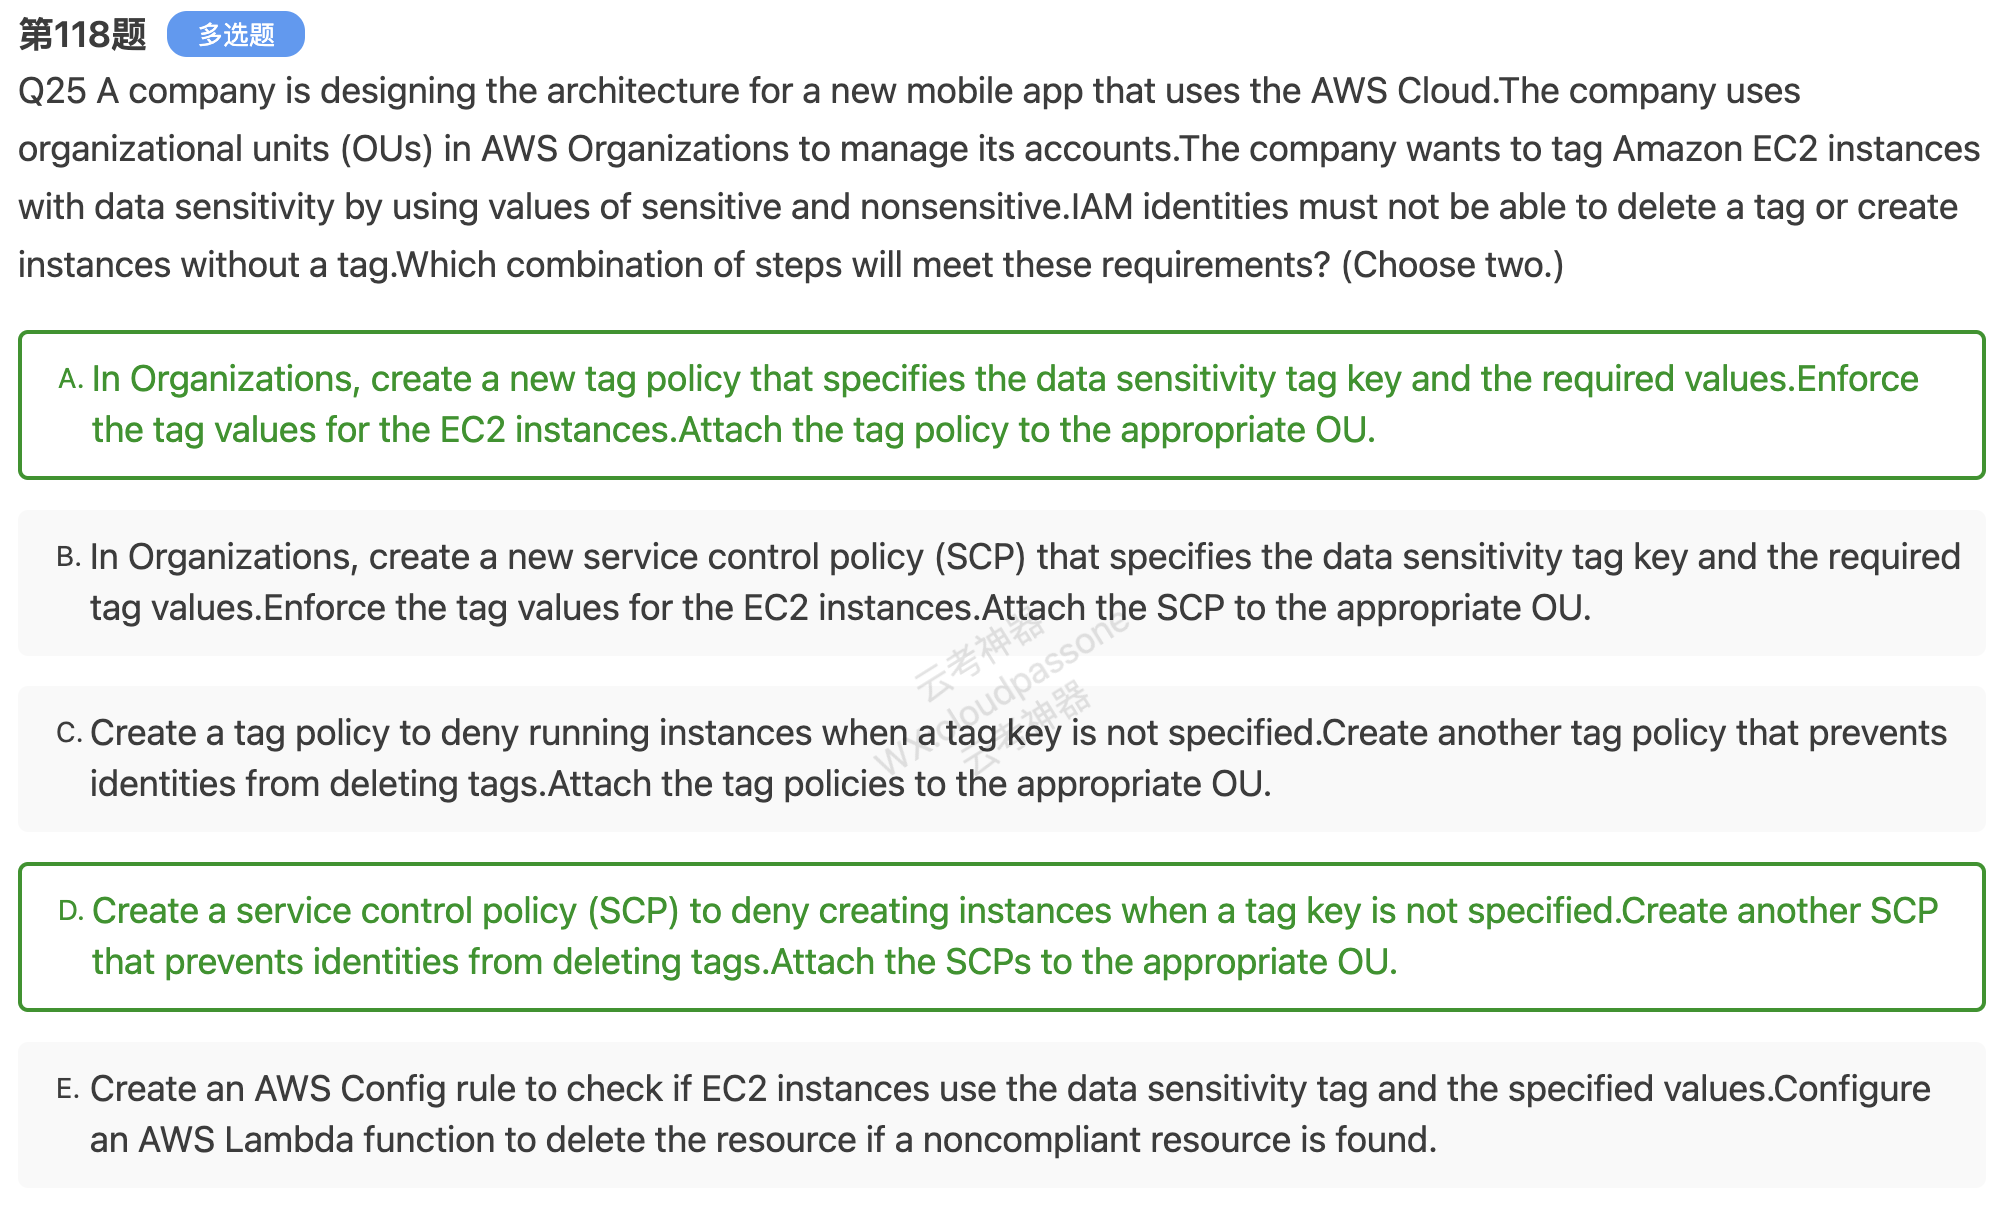 第118题 多选题
Q25 A company is designing the architecture for a new mobile app that uses the AWS Cloud.The company uses
organizational units (OUs) in AWS Organizations to manage its accounts.The company wants to tag Amazon EC2 instances
with data sensitivity by using values of sensitive and nonsensitive.IAM identities must not be able to delete a tag or create
instances without a tag.Which combination of steps will meet these requirements? (Choose two.)
A. In Organizations, create a new tag policy that specifies the data sensitivity tag key and the required values.Enforce
the tag values for the EC2 instances.Attach the tag policy to the appropriate OU.
B. In Organizations, create a new service control policy (SCP) that specifies the data sensitivity tag key and the required
tag values.Enforce the tag values for the EC2 instances.Attach the SCP to the appropriate OU.
云考神器
wx:cloudpassone
云考神器
C. Create a tag policy to deny running instances when a tag key is not specified.Create another tag policy that prevents
identities from deleting tags.Attach the tag policies to the appropriate OU.
D. Create a service control policy (SCP) to deny creating instances when a tag key is not specified.Create another SCP
that prevents identities from deleting tags.Attach the SCPs to the appropriate OU.
E. Create an AWS Config rule to check if EC2 instances use the data sensitivity tag and the specified values.Configure
an AWS Lambda function to delete the resource if a noncompliant resource is found.